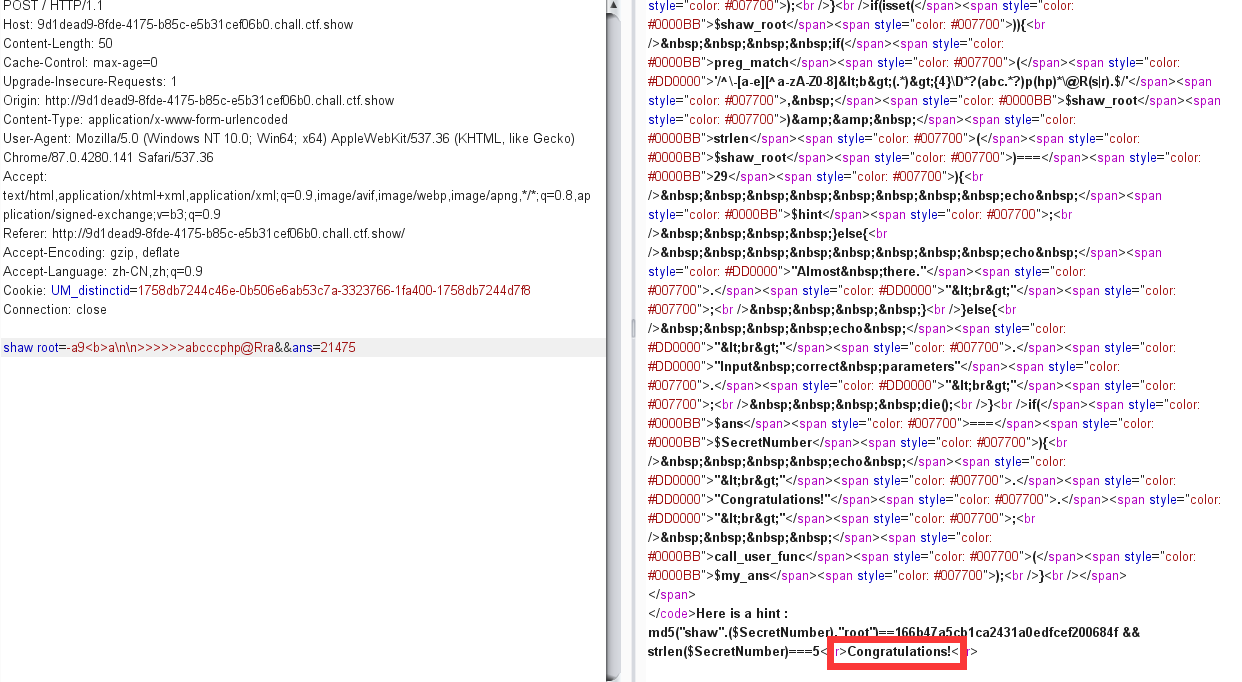 POST / HTTP/1.1
Host: 9d1dead9-8fde-4175-b85c-e5b31cef06b0.chall.ctf.show
Content-Length: 50
Cache-Control: max-age=0
Upgrade-Insecure-Requests: 1
Origin: http://9d1dead9-8fde-4175-b85c-e5b31cef06b0.chall.ctf.show
Content-Type: application/x-www-form-urlencoded
User-Agent: Mozilla/5.0 (Windows NT 10.0; Win64; x64) AppleWebKit/537.36 (KHTML, like Gecko)
Chrome/87.0.4280.141 Safari/537.36
Accept:
text/html,application/xhtml+xml,application/xml;q=0.9,image/avif,image/webp,image/apng,*/*;q=0.8,ap
plication/signed-exchange;v=b3;q=0.9
Referer: http://9d1dead9-8fde-4175-b85c-e5b31cef06b0.chall.ctf.show/
Accept-Encoding: gzip, deflate
Accept-Language: zh-CN,zh;q=0.9
Cookie: UM_distinctid=1758db7244c46e-0b506e6ab53c7a-3323766-1fa400-1758db7244d7f8
Connection: close
shaw root=-a9<b>a\n\n>>>>>>abcccphp@Rra&&ans=21475
style="color: #007700">);<br />}<br />if(isset(</span><span style="color:
#0000BB">$shaw_root</span><span style="color: #007700">)){<br
/>&nbsp;&nbsp;&nbsp;&nbsp;if(</span><span style="color:
#0000BB">preg_match</span><span style="color: #007700">(</span><span style="color:
#DD0000">'/^\-[a-e][^a-zA-Z0-8]&lt;b&gt;(.*)&gt;{4}\D*?(abc.*?)p(hp)*\@R(s|r).$/'</span><span
style="color: #007700">,&nbsp;</span><span style="color: #0000BB">$shaw_root</span><span
style="color: #007700">)&amp;&amp;&nbsp;</span><span style="color:
#0000BB">strlen</span><span style="color: #007700">(</span><span style="color:
#0000BB">$shaw_root</span><span style="color: #007700">)===</span><span style="color:
#0000BB">29</span><span style="color: #007700">){<br
/>&nbsp;&nbsp;&nbsp;&nbsp;&nbsp;&nbsp;&nbsp;&nbsp;echo&nbsp;</span><span
style="color: #0000BB">$hint</span><span style="color: #007700">;<br
/>&nbsp;&nbsp;&nbsp;&nbsp;}else{<br
/>&nbsp;&nbsp;&nbsp;&nbsp;&nbsp;&nbsp;&nbsp;&nbsp;echo&nbsp;</span><span
style="color: #DD0000">"Almost&nbsp;there."</span><span style="color:
#007700">.</span><span style="color: #DD0000">"&lt;br&gt;"</span><span style="color:
#007700">;<br />&nbsp;&nbsp;&nbsp;&nbsp;}<br />}else{<br
/>&nbsp;&nbsp;&nbsp;&nbsp;echo&nbsp;</span><span style="color:
#DD0000">"&lt;br&gt;"</span><span style="color: #007700">.</span><span style="color:
#DD0000">"Input&nbsp;correct&nbsp;parameters"</span><span style="color:
#007700">.</span><span style="color: #DD0000">"&lt;br&gt;"</span><span style="color:
#007700">;<br />&nbsp;&nbsp;&nbsp;&nbsp;die();<br />}<br />if(</span><span style="color:
#0000BB">$ans</span><span style="color: #007700">===</span><span style="color:
#0000BB">$SecretNumber</span><span style="color: #007700">){<br
/>&nbsp;&nbsp;&nbsp;&nbsp;echo&nbsp;</span><span style="color:
#DD0000">"&lt;br&gt;"</span><span style="color: #007700">.</span><span style="color:
#DD0000">"Congratulations!"</span><span style="color: #007700">.</span><span style="color:
#DD0000">"&lt;br&gt;"</span><span style="color: #007700">;<br
/>&nbsp;&nbsp;&nbsp;&nbsp;</span><span style="color:
#0000BB">call_user_func</span><span style="color: #007700">(</span><span style="color:
#0000BB">$my_ans</span><span style="color: #007700">);<br />}<br /></span>
</span>
</code>Here is a hint :
md5("shaw".($SecretNumber)."root")==166b47a5cb1ca2431a0edfcef200684f &&
strlen($SecretNumber)===5<r>Congratulations!<r>